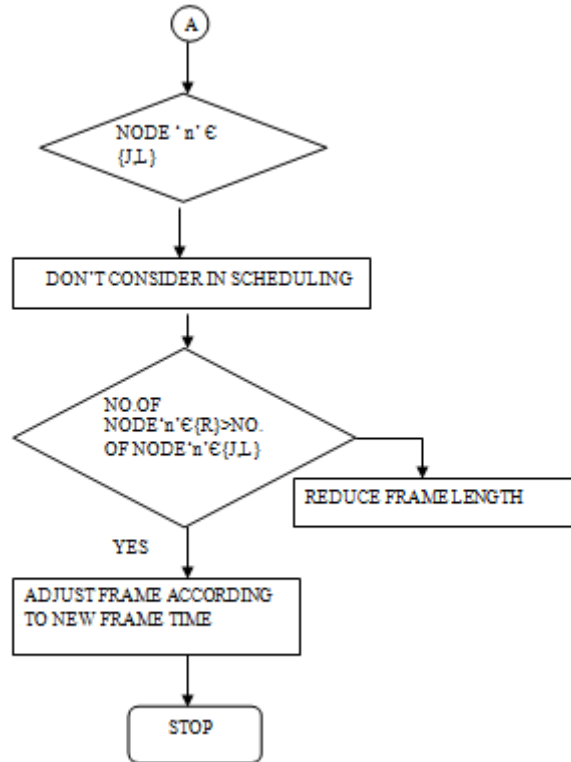 A
NODE ‘ n’ Є
{J,L}
DON’T CONSIDER IN SCHEDULING
NO.OF
NODE‘n’Є{R}>NO.
OF NODE‘n’Є{J,L}
REDUCE FRAME LENGTH
YES
ADJUST FRAME ACCORDING
TO NEW FRAME TIME
STOP